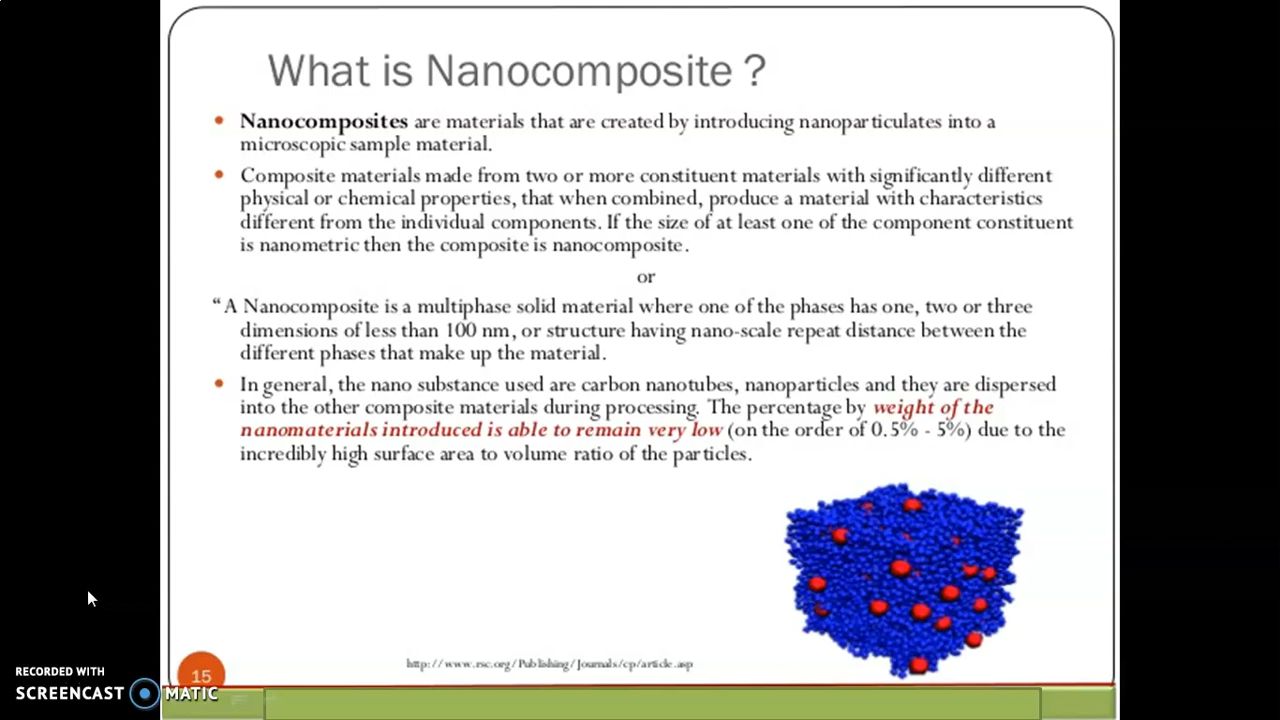 What is Nanocomposite ?
• Nanocomposites are materials that are created by introducing nanoparticulates into a
microscopic sample material.
• Composite materials made from two or more constituent materials with significantly different
physical or chemical properties, that when combined, produce a material with characteristics
different from the individual components. If the size of at least one of the component constituent
is nanometric then the composite is nanocomposite.
or
“A Nanocomposite is a multiphase solid material where one of the phases has one, two or three
dimensions of less than 100 nm, or structure having nano-scale repeat distance between the
different phases that make up the material.
• In general, the nano substance used are carbon nanotubes, nanoparticles and they are dispersed
into the other composite materials during processing. The percentage by weight of the
nanomaterials introduced is able to remain very low (on the order of 0.5% - 5%) due to the
incredibly high surface area to volume ratio of the particles.
http://www.rsc.org/Publishing/Journals/cp/article.asp
15
RECORDED WITH
SCREENCAST MATIC